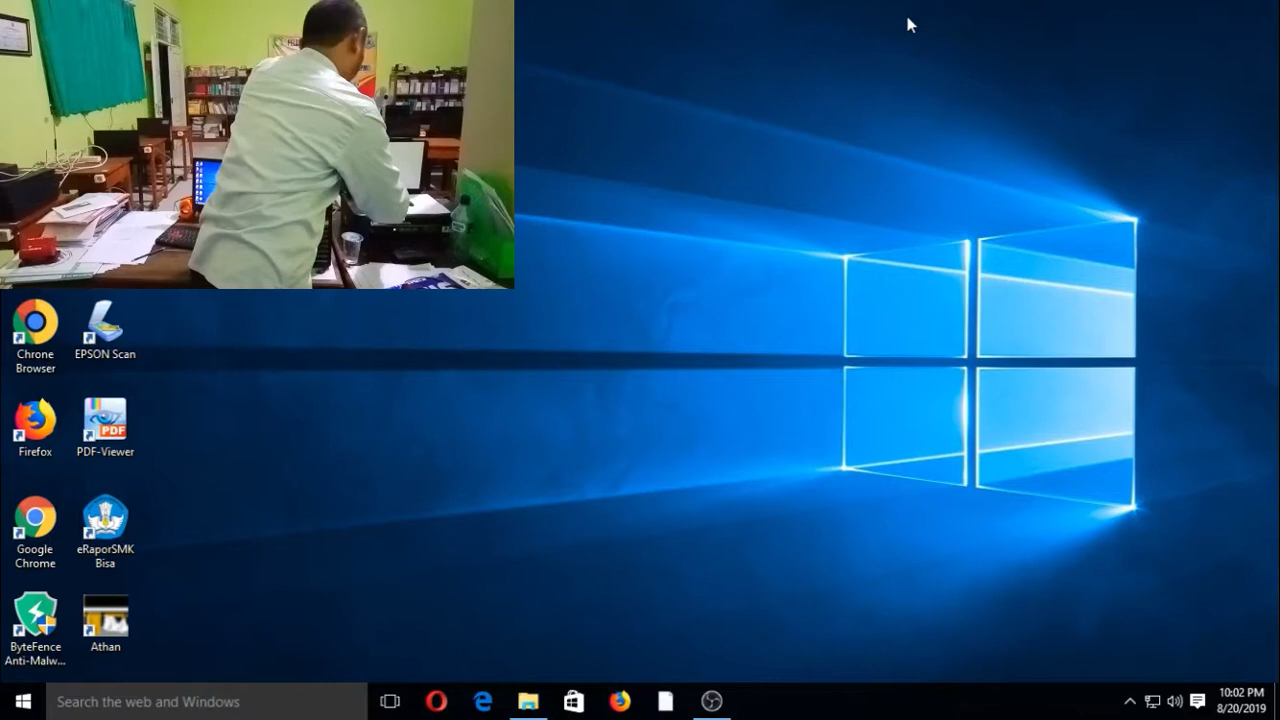 Chrone
Browser
EPSON Scan
PDF
Firefox
PDF-Viewer
Google
Chrome
eRaporSMK
Bisa
ByteFence
Anti-Malw...
Athan
Search the web and Windows
10:02 PM
8/20/2019